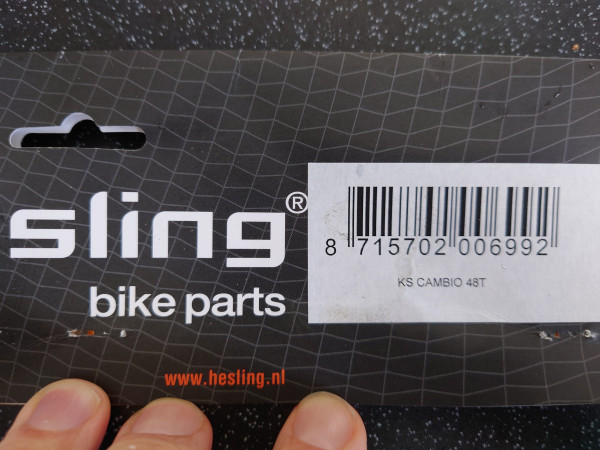 sling®
bike parts
www.hesling.nl
8 715702 006992
KS CAMBIO 48T